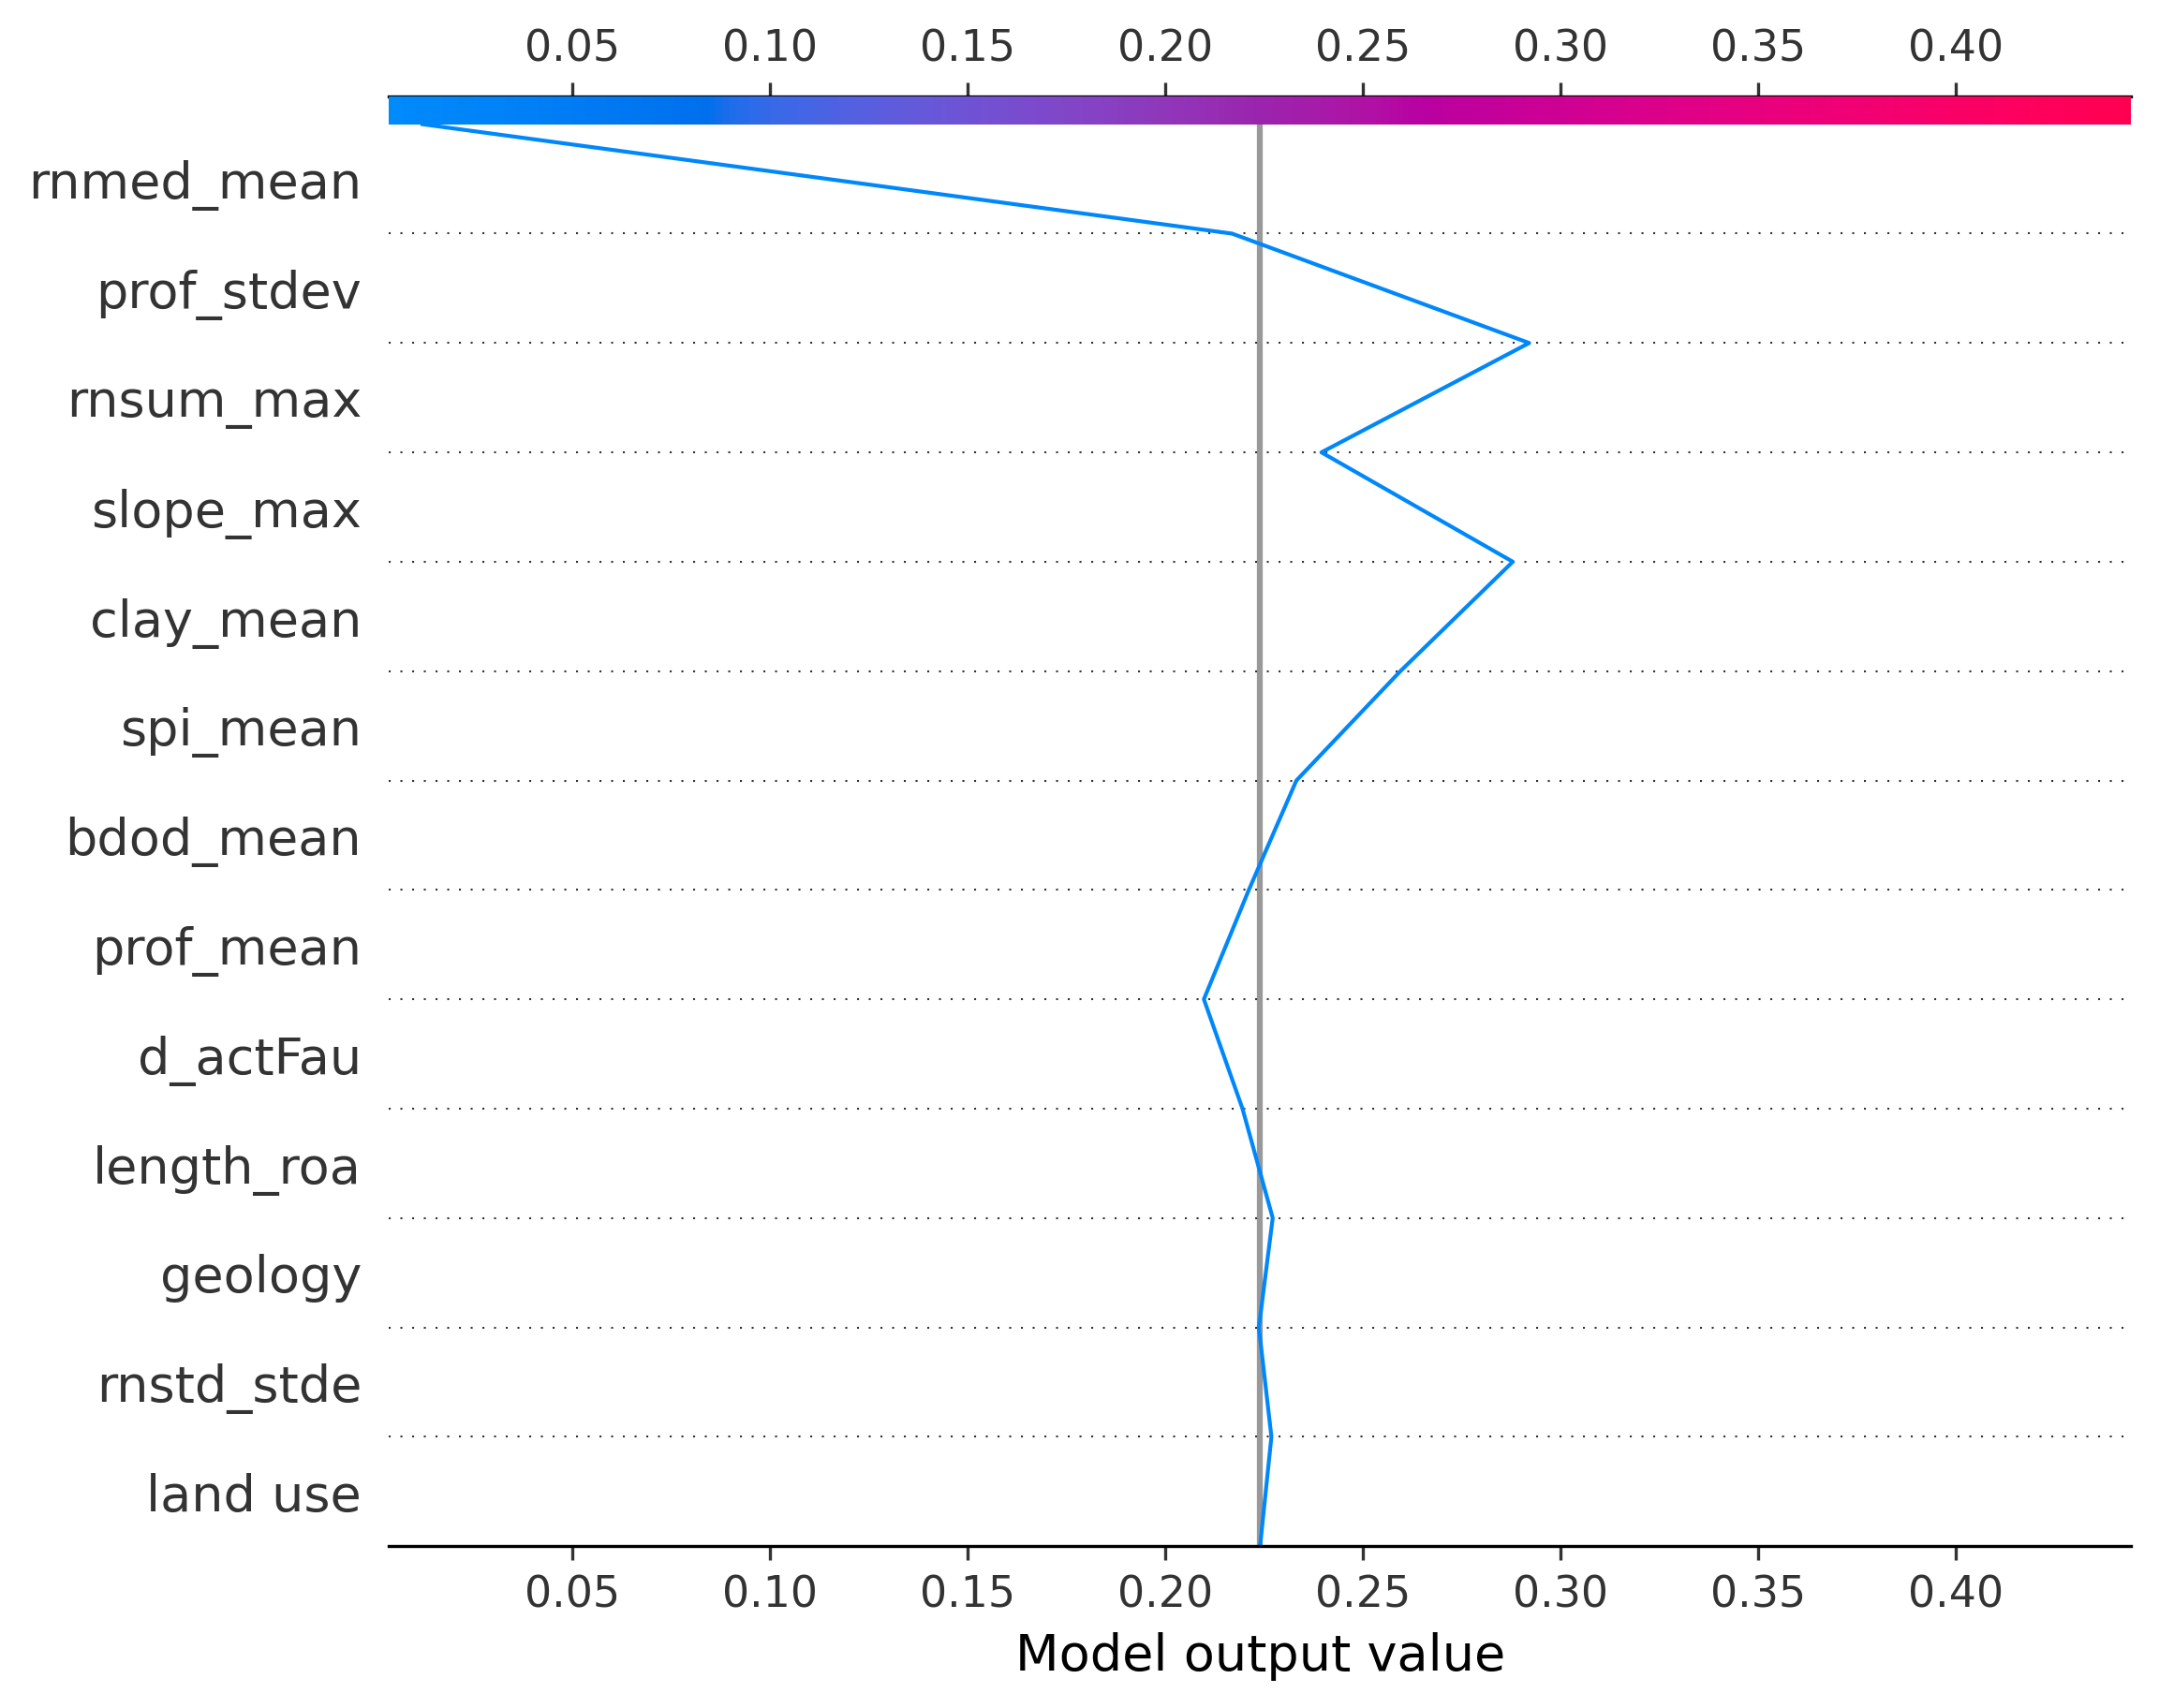 0.05 0.10 0.15 0.20 0.25 0.30 0.35 0.40
rnmed_mean
prof_stdev
rnsum_max
slope_max
clay_mean
spi_mean
bdod_mean
prof_mean
d_actFau
length_roa
geology
rnstd_stde
land use
0.05 0.10 0.15 0.20 0.25 0.30 0.35 0.40
Model output value